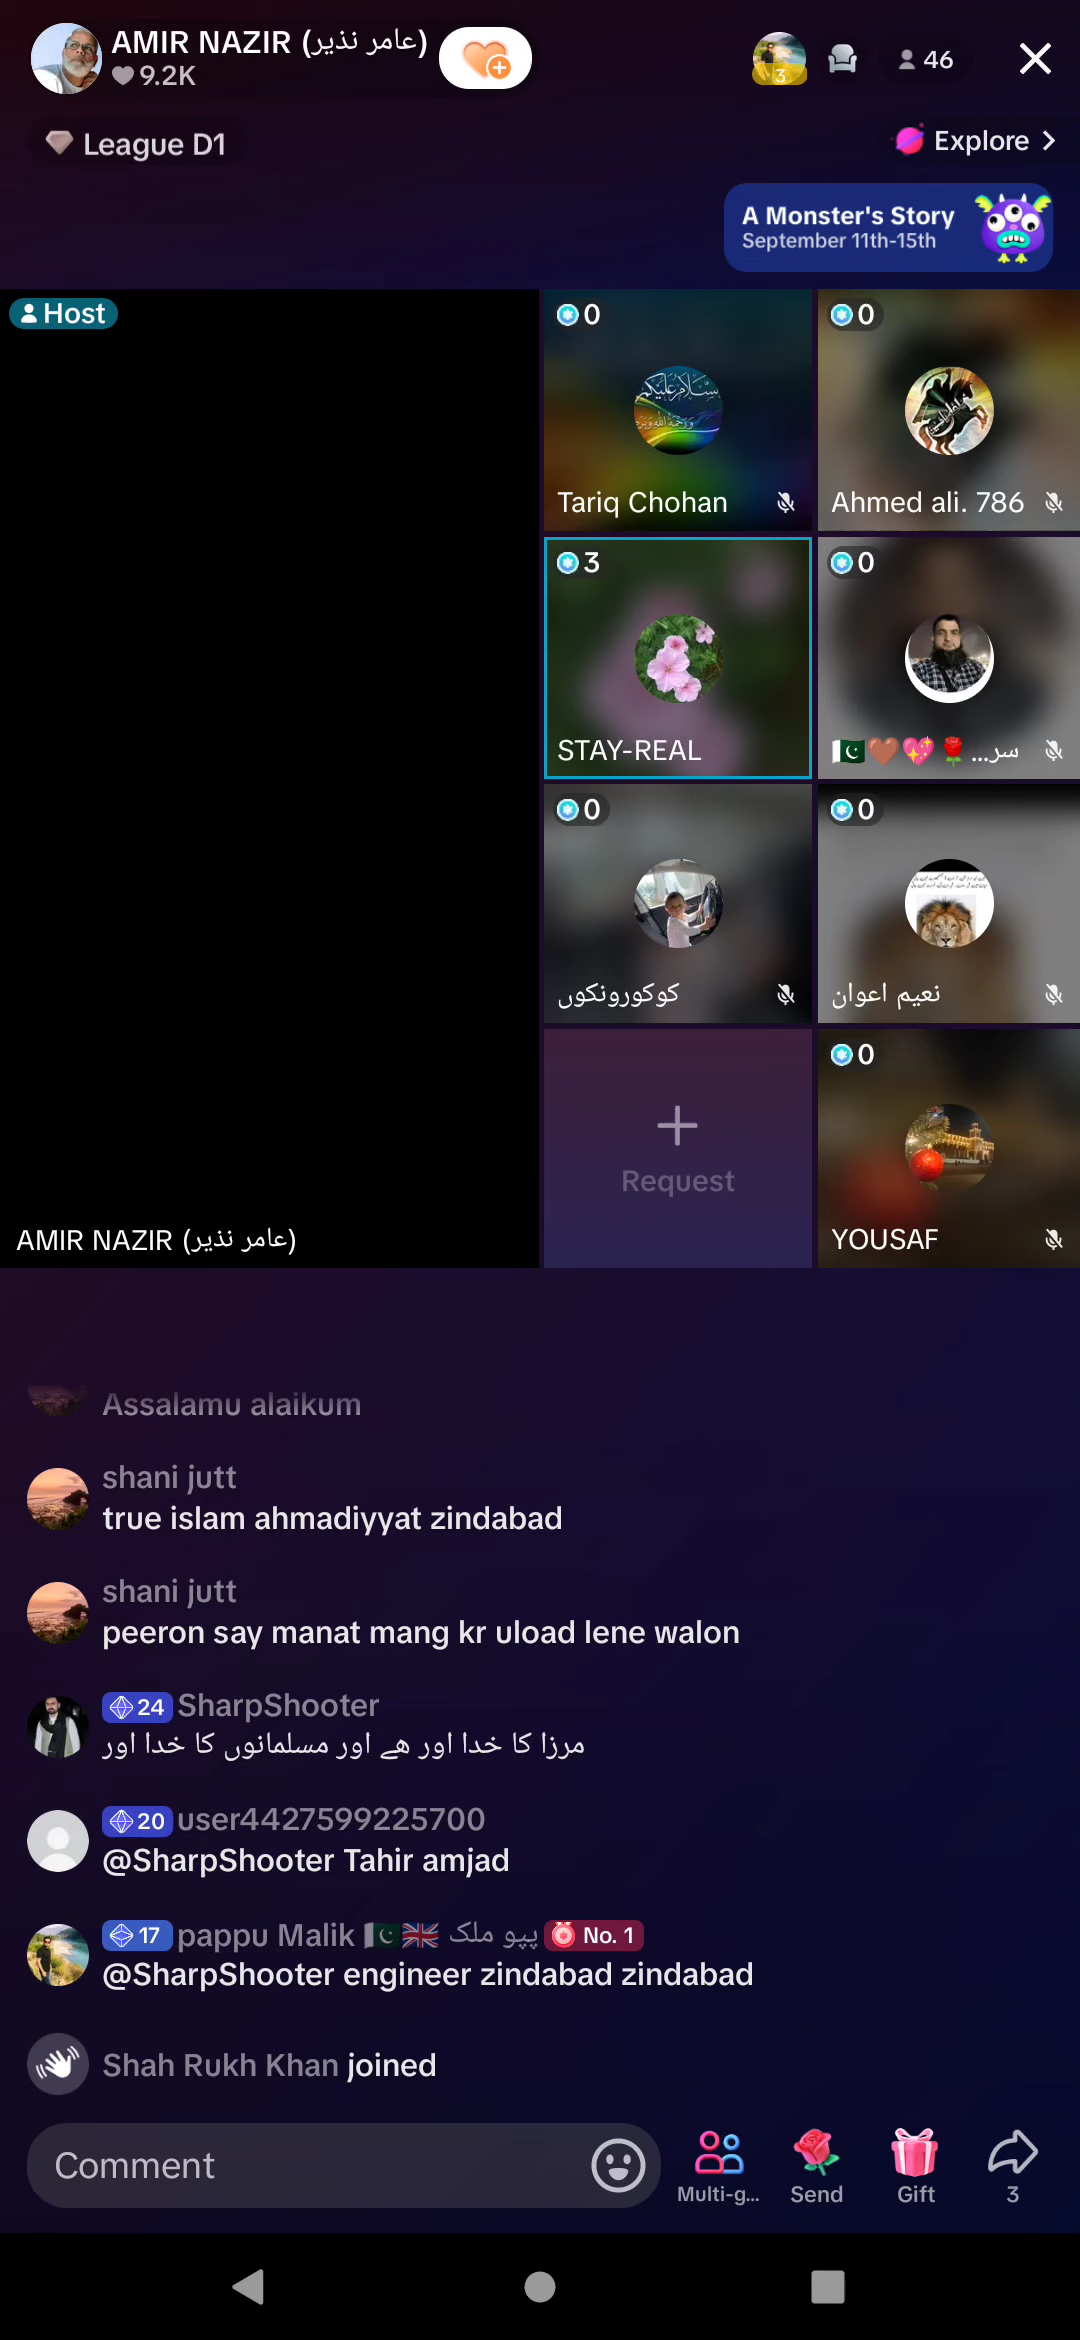 AMIR NAZIR (عامر نذیر)
9.2K
3
46
League D1
Explore
A Monster's Story
September 11th-15th
Host
0
0
Tariq Chohan
Ahmed ali. 786
3
0
STAY-REAL
سر...
0
0
کوکورونکوں
نعیم اعوان
0
Request
AMIR NAZIR (عامر نذیر)
YOUSAF
Assalamu alaikum
shani jutt
true islam ahmadiyyat zindabad
shani jutt
peeron say manat mang kr uload lene walon
24 SharpShooter
مرزا کا خدا اور ھے اور مسلمانوں کا خدا اور
20 user4427599225700
@SharpShooter Tahir amjad
17 pappu Malik 🇵🇰🇬🇧 پپو ملک No. 1
@SharpShooter engineer zindabad zindabad
Shah Rukh Khan joined
Comment
Multi-g...
Send
Gift
3